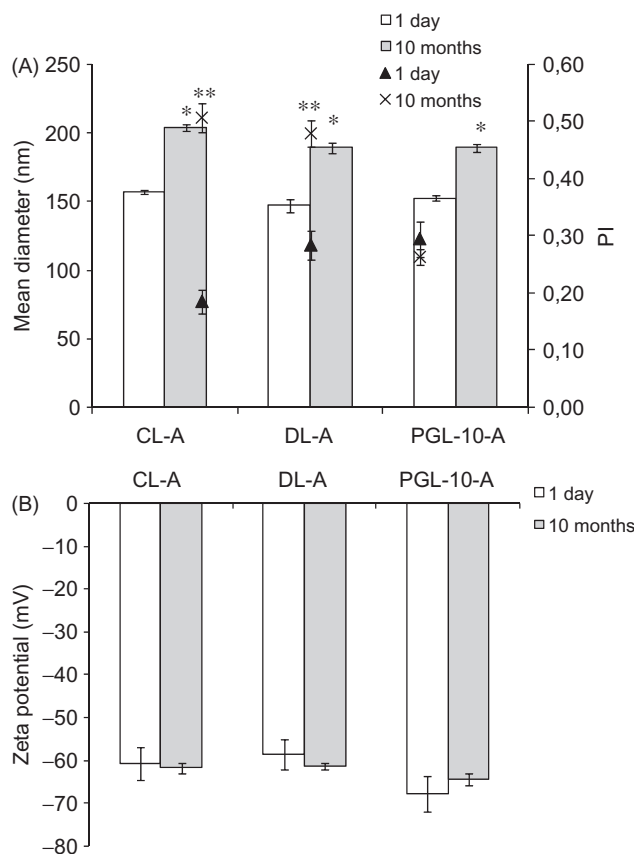 1 day
10 months
1 day
10 months
(A)
Mean diameter (nm)
250
200
150
100
50
0
* **
** *
*
0,60
0,50
0,40
0,30
0,20
0,10
0,00
PI
CL-A DL-A PGL-10-A
CL-A DL-A PGL-10-A
(B)
1 day
10 months
Zeta potential (mV)
0
–10
–20
–30
–40
–50
–60
–70
–80